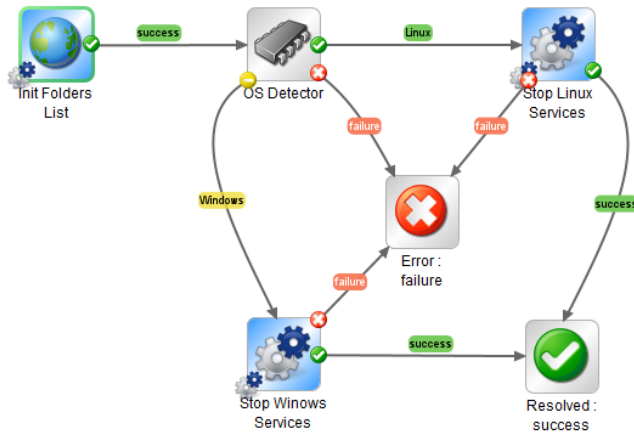 success
Linux
Init Folders
List
OS Detector
Stop Linux
Services
failure
failure
Windows
success
Error :
failure
failure
success
Stop Winows
Services
Resolved :
success